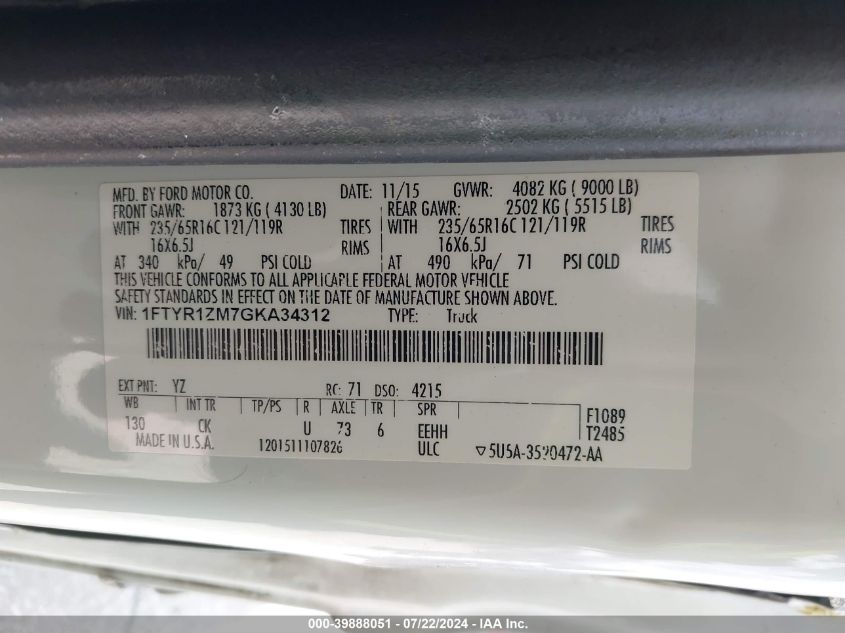 MFD. BY FORD MOTOR CO. DATE: 11/15 GVWR: 4082 KG ( 9000 LB)
FRONT GAWR: 1873 KG ( 4130 LB) REAR GAWR: 2502 KG ( 5515 LB)
WITH 235/65R16C 121/119R TIRES WITH 235/65R16C 121/119R TIRES
16X6.5J RIMS 16X6.5J RIMS
AT 340 kPa/ 49 PSI COLD AT 490 kPa/ 71 PSI COLD
THIS VEHICLE CONFORMS TO ALL APPLICABLE FEDERAL MOTOR VEHICLE
SAFETY STANDARDS IN EFFECT ON THE DATE OF MANUFACTURE SHOWN ABOVE.
VIN: 1FTYR1ZM7GKA34312 TYPE: Truck
EXT PNT: YZ RC: 71 DSO: 4215
WB INT TR TP/PS R AXLE TR SPR F1089
130 CK U 73 6 EEHH T2485
MADE IN U.S.A. 1201511107826 ULC ▽5U5A-3520472-AA
000-39888051 - 07/22/2024 - IAAI.com